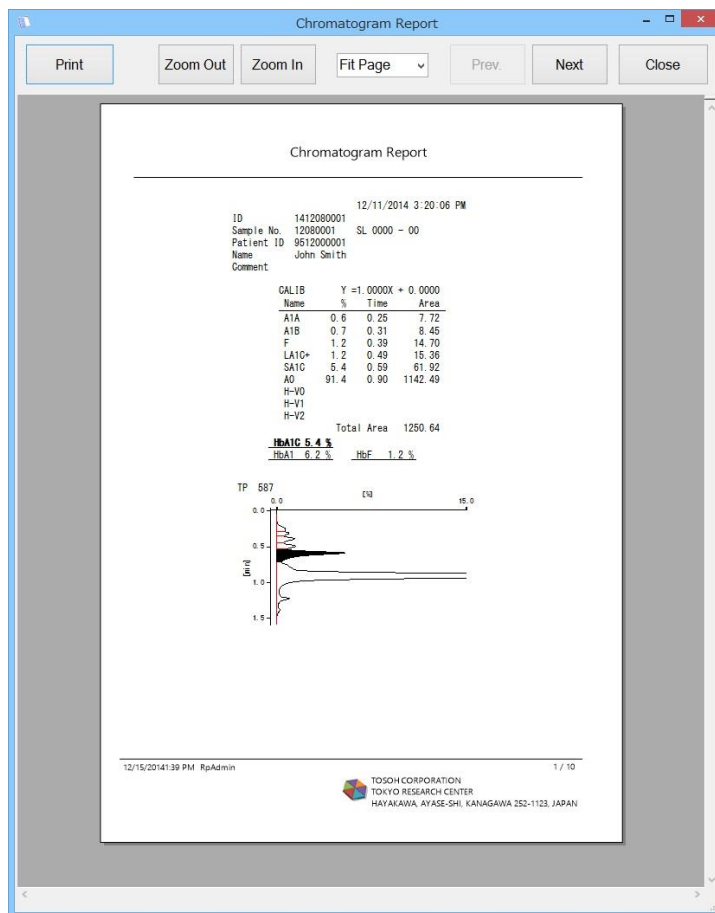 Chromatogram Report
Print Zoom Out Zoom In Fit Page Prev. Next Close
Chromatogram Report
12/11/2014 3:20:06 PM
ID 1412080001
Sample No. 12080001 SL 0000 - 00
Patient ID 9512000001
Name John Smith
Comment
CALIB Y =1.0000X + 0.0000
Name % Time Area
A1A 0.6 0.25 7.72
A1B 0.7 0.31 8.45
F 1.2 0.39 14.70
LA1C+ 1.2 0.49 15.36
SA1C 5.4 0.59 61.92
A0 91.4 0.90 1142.49
H-V0
H-V1
H-V2
Total Area 1250.64
HbA1C 5.4 %
HbA1 6.2 % HbF 1.2 %
TP 587
0.0 [%] 15.0
0.0
0.5
[min]
1.0
1.5
12/15/20141:39 PM RpAdmin 1 / 10
TOSOH CORPORATION
TOKYO RESEARCH CENTER
HAYAKAWA, AYASE-SHI, KANAGAWA 252-1123, JAPAN